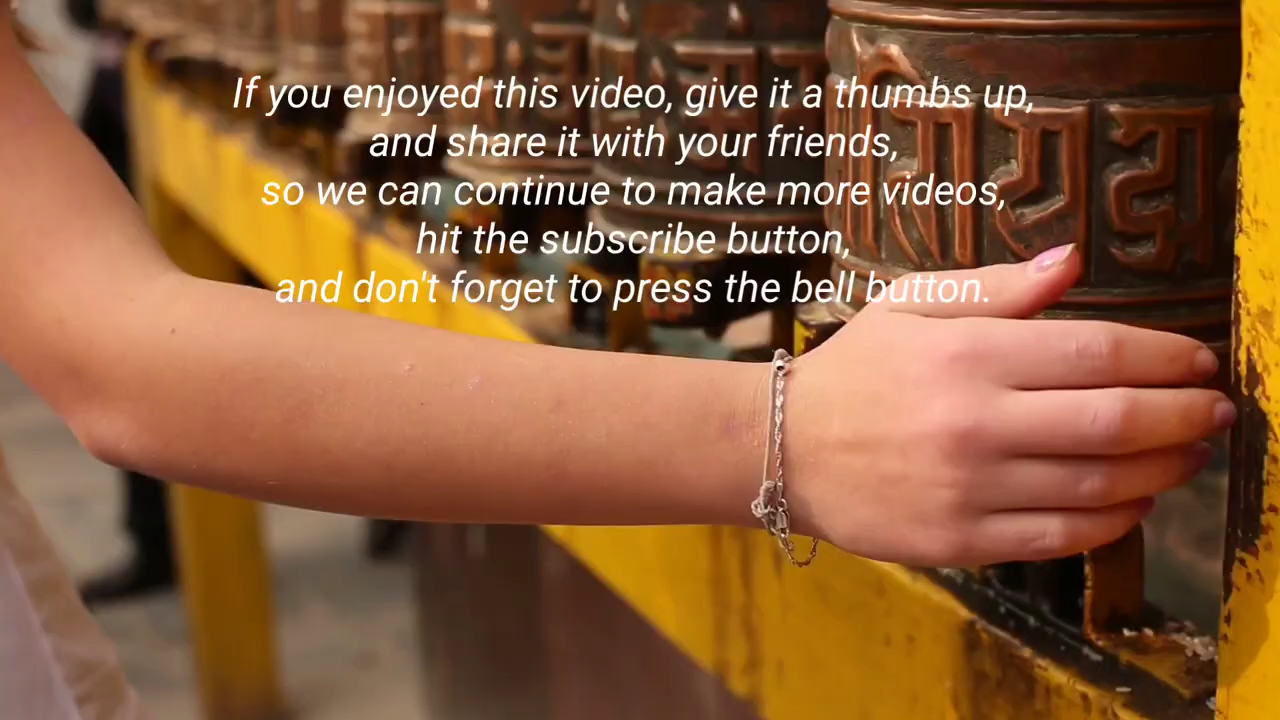 If you enjoyed this video, give it a thumbs up,
and share it with your friends,
so we can continue to make more videos,
hit the subscribe button,
and don't forget to press the bell button.